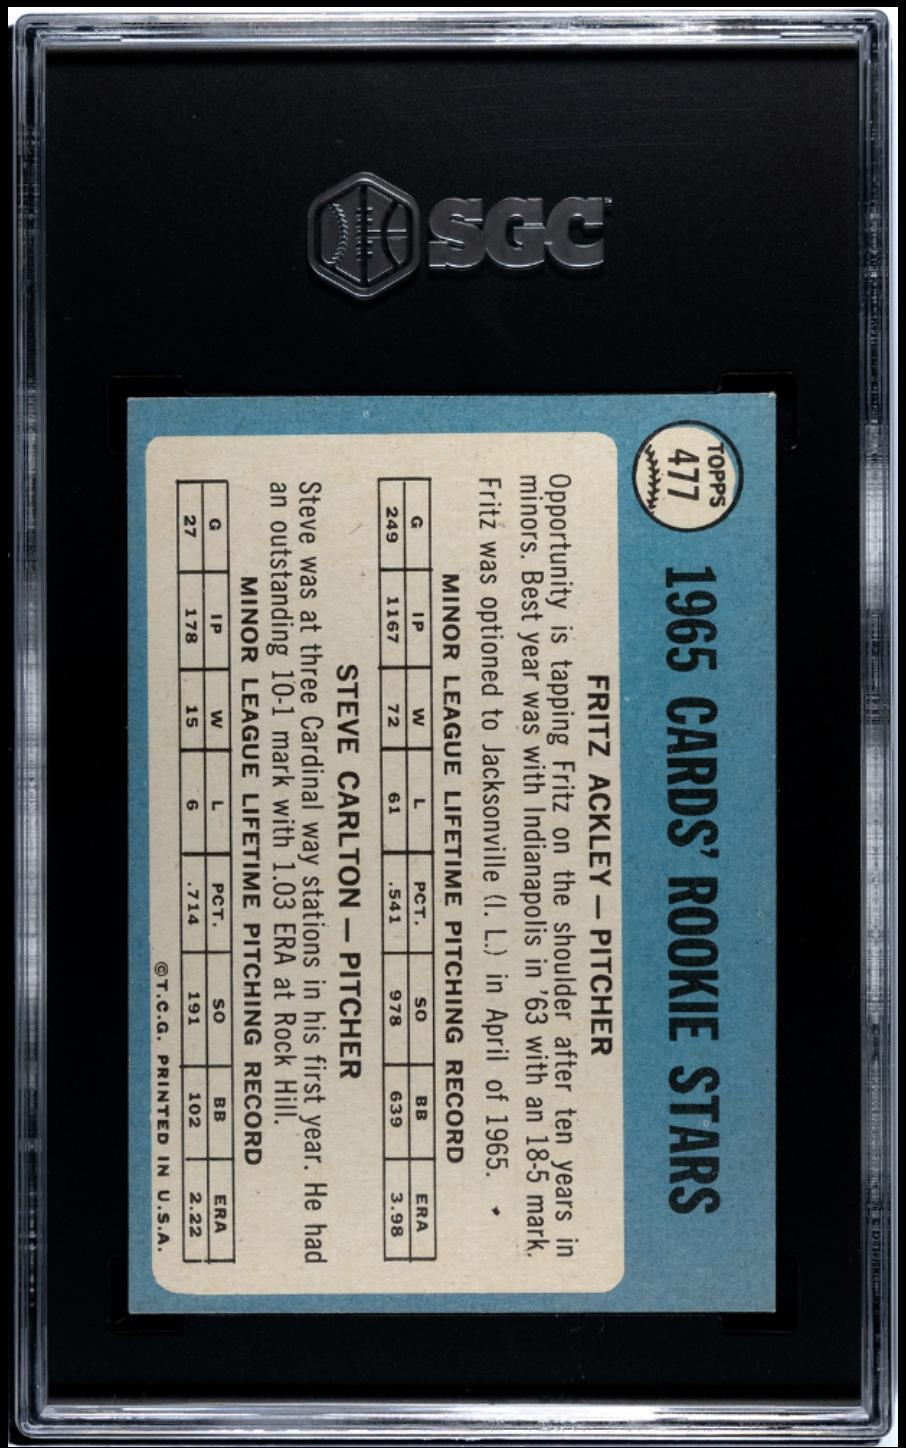 SGC
TOPPS
477
1965 CARDS' ROOKIE STARS
FRITZ ACKLEY — PITCHER
Opportunity is tapping Fritz on the shoulder after ten years in
minors. Best year was with Indianapolis in '63 with an 18-5 mark.
Fritz was optioned to Jacksonville (I. L.) in April of 1965.
MINOR LEAGUE LIFETIME PITCHING RECORD
G IP W L PCT. SO BB ERA
249 1167 72 61 .541 978 639 3.98
STEVE CARLTON — PITCHER
Steve was at three Cardinal way stations in his first year. He had
an outstanding 10-1 mark with 1.03 ERA at Rock Hill.
MINOR LEAGUE LIFETIME PITCHING RECORD
G IP W L PCT. SO BB ERA
27 178 15 6 .714 191 102 2.22
©T.C.G. PRINTED IN U.S.A.